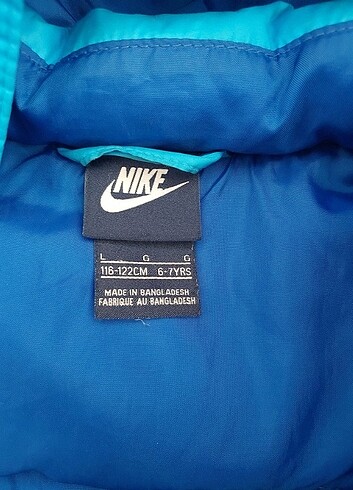 NIKE
L G G
116-122CM 6-7YRS
MADE IN BANGLADESH
FABRIQUE AU BANGLADESH